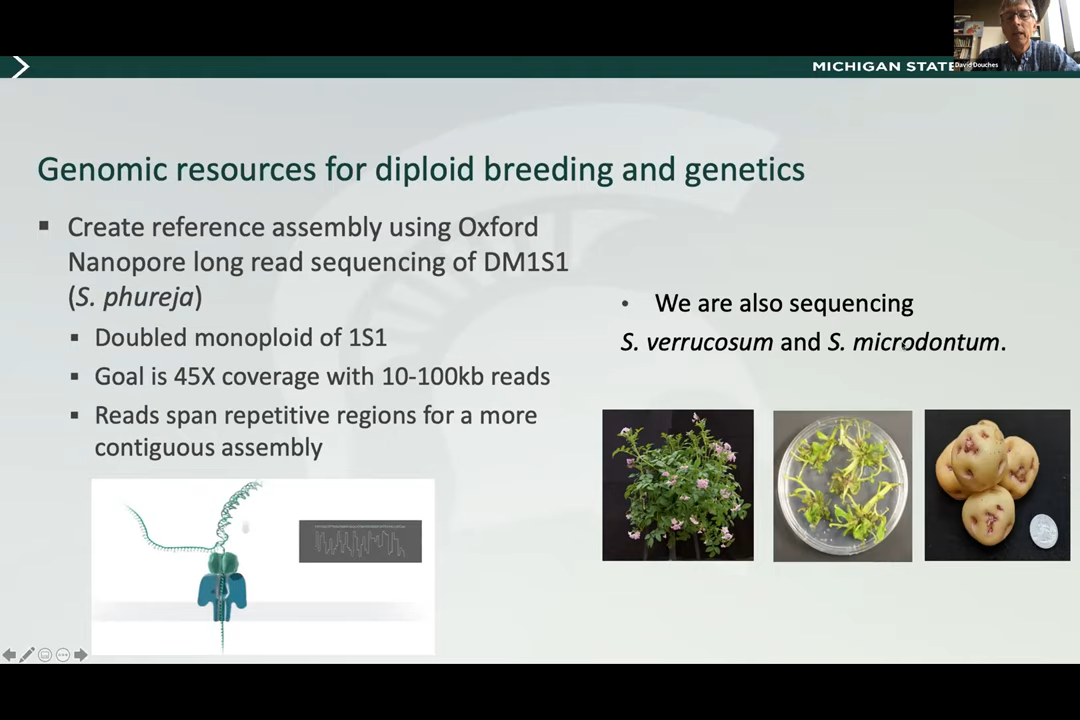 MICHIGAN STATE
David Douches
Genomic resources for diploid breeding and genetics
▪ Create reference assembly using Oxford
Nanopore long read sequencing of DM1S1
(S. phureja)
▪ Doubled monoploid of 1S1
▪ Goal is 45X coverage with 10-100kb reads
▪ Reads span repetitive regions for a more
contiguous assembly
• We are also sequencing
S. verrucosum and S. microdontum.